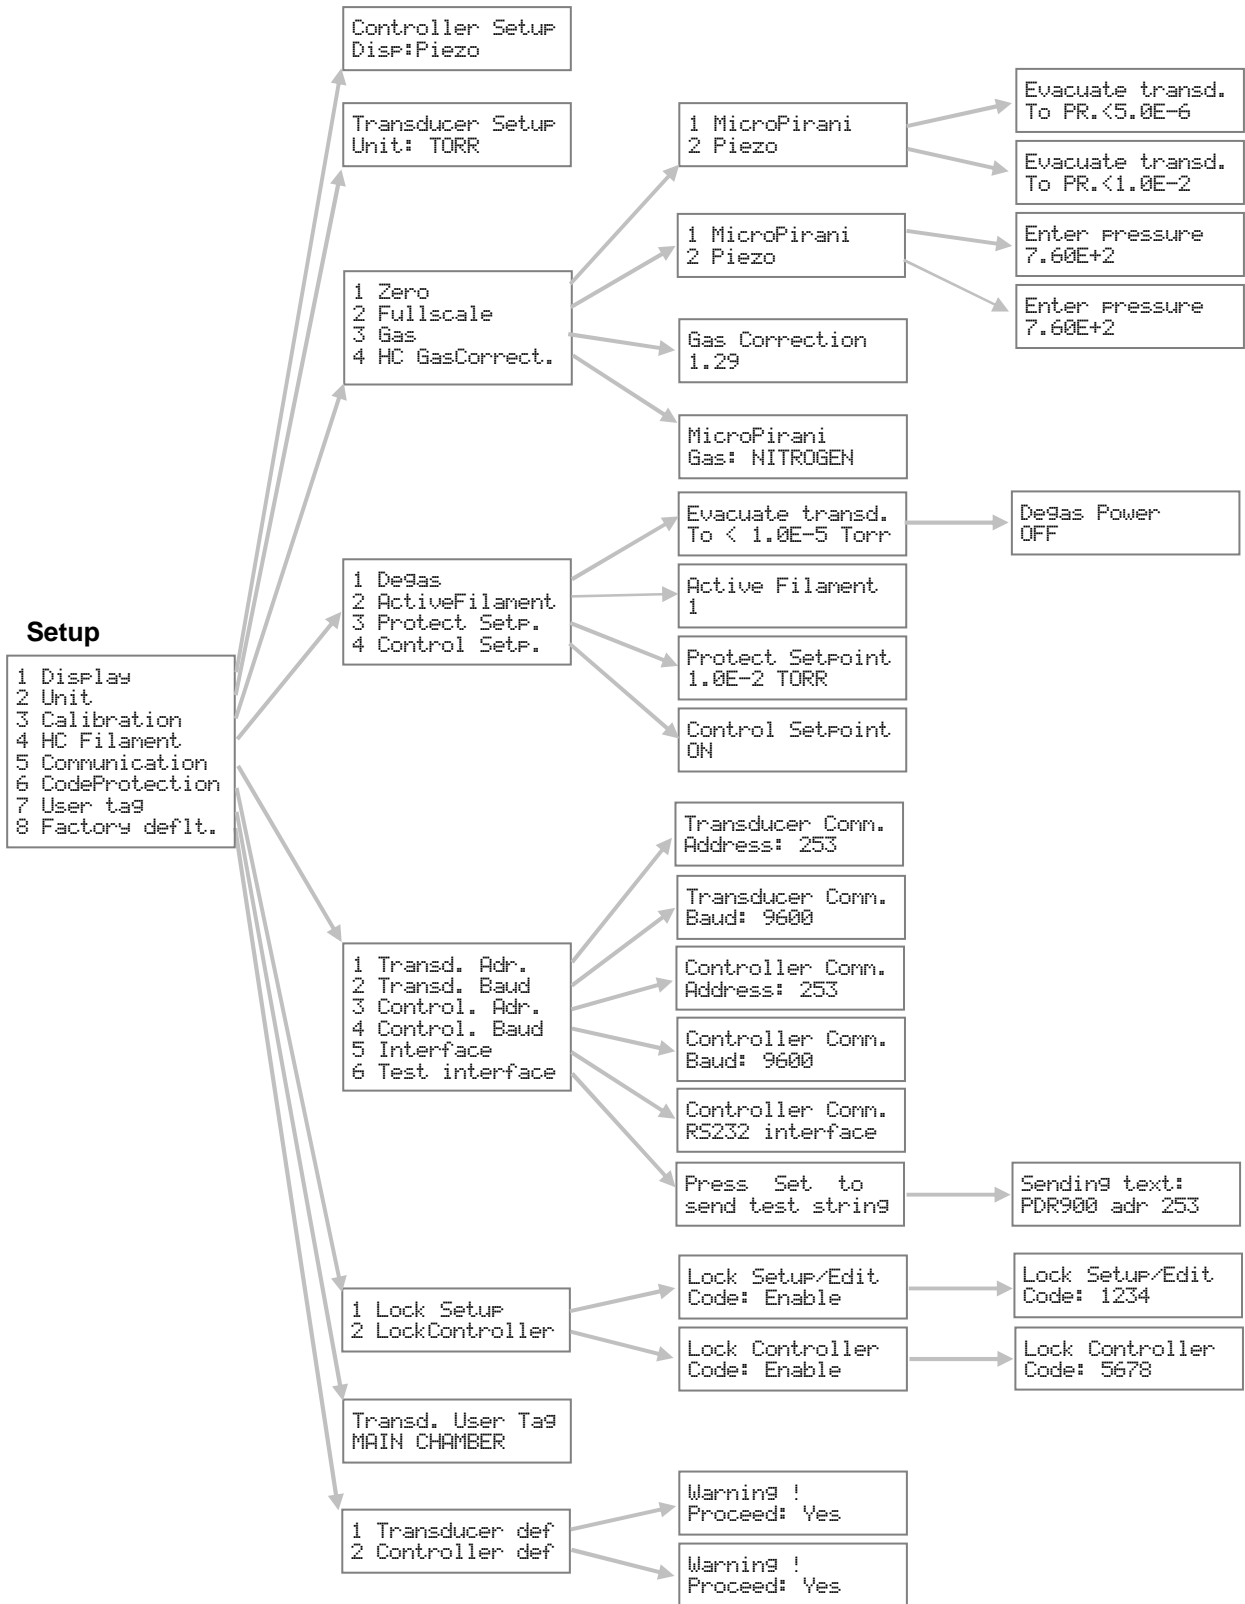 Controller Setup
Disp:Piezo
Transducer Setup
Unit: TORR
1 MicroPirani
2 Piezo
Evacuate transd.
To PR.<5.0E-6
Evacuate transd.
To PR.<1.0E-2
1 MicroPirani
2 Piezo
Enter pressure
7.60E+2
Enter pressure
7.60E+2
1 Zero
2 Fullscale
3 Gas
4 HC GasCorrect.
Gas Correction
1.29
MicroPirani
Gas: NITROGEN
Evacuate transd.
To < 1.0E-5 Torr
Degas Power
OFF
1 Degas
2 ActiveFilament
3 Protect Setp.
4 Control Setp.
Active Filament
1
Protect Setpoint
1.0E-2 TORR
Control Setpoint
ON
Setup
1 Display
2 Unit
3 Calibration
4 HC Filament
5 Communication
6 CodeProtection
7 User tag
8 Factory deflt.
Transducer Comm.
Address: 253
Transducer Comm.
Baud: 9600
1 Transd. Adr.
2 Transd. Baud
3 Control. Adr.
4 Control. Baud
5 Interface
6 Test interface
Controller Comm.
Address: 253
Controller Comm.
Baud: 9600
Controller Comm.
RS232 interface
Press Set to
send test string
Sending text:
PDR900 adr 253
1 Lock Setup
2 LockController
Lock Setup/Edit
Code: Enable
Lock Setup/Edit
Code: 1234
Lock Controller
Code: Enable
Lock Controller
Code: 5678
Transd. User Tag
MAIN CHAMBER
1 Transducer def
2 Controller def
Warning !
Proceed: Yes
Warning !
Proceed: Yes